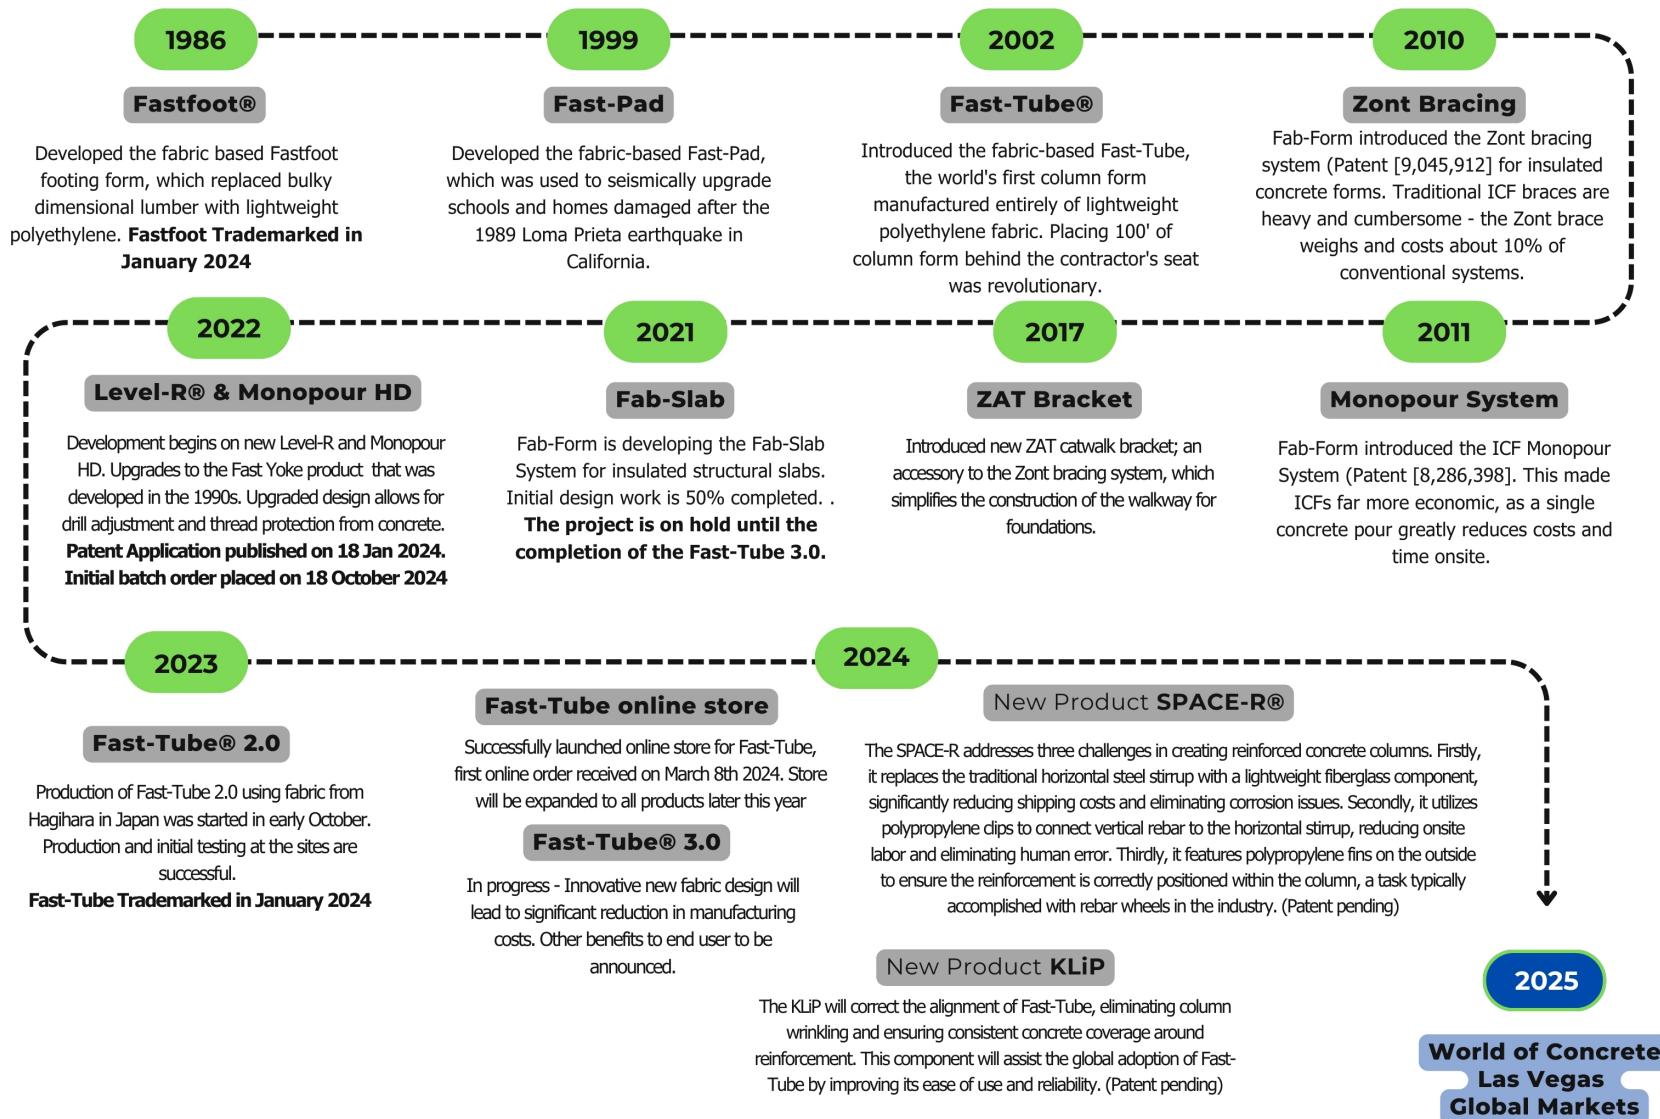 1986
Fastfoot®
Developed the fabric based Fastfoot
footing form, which replaced bulky
dimensional lumber with lightweight
polyethylene. Fastfoot Trademarked in
January 2024
1999
Fast-Pad
Developed the fabric-based Fast-Pad,
which was used to seismically upgrade
schools and homes damaged after the
1989 Loma Prieta earthquake in
California.
2002
Fast-Tube®
Introduced the fabric-based Fast-Tube,
the world's first column form
manufactured entirely of lightweight
polyethylene fabric. Placing 100' of
column form behind the contractor's seat
was revolutionary.
2010
Zont Bracing
Fab-Form introduced the Zont bracing
system (Patent [9,045,912] for insulated
concrete forms. Traditional ICF braces are
heavy and cumbersome - the Zont brace
weighs and costs about 10% of
conventional systems.
2011
Monopour System
Fab-Form introduced the ICF Monopour
System (Patent [8,286,398]. This made
ICFs far more economic, as a single
concrete pour greatly reduces costs and
time onsite.
2017
ZAT Bracket
Introduced new ZAT catwalk bracket; an
accessory to the Zont bracing system, which
simplifies the construction of the walkway for
foundations.
2021
Fab-Slab
Fab-Form is developing the Fab-Slab
System for insulated structural slabs.
Initial design work is 50% completed. .
The project is on hold until the
completion of the Fast-Tube 3.0.
2022
Level-R® & Monopour HD
Development begins on new Level-R and Monopour
HD. Upgrades to the Fast Yoke product that was
developed in the 1990s. Upgraded design allows for
drill adjustment and thread protection from concrete.
Patent Application published on 18 Jan 2024.
Initial batch order placed on 18 October 2024
2023
Fast-Tube® 2.0
Production of Fast-Tube 2.0 using fabric from
Hagihara in Japan was started in early October.
Production and initial testing at the sites are
successful.
Fast-Tube Trademarked in January 2024
2024
Fast-Tube online store
Successfully launched online store for Fast-Tube,
first online order received on March 8th 2024. Store
will be expanded to all products later this year
Fast-Tube® 3.0
In progress - Innovative new fabric design will
lead to significant reduction in manufacturing
costs. Other benefits to end user to be
announced.
New Product SPACE-R®
The SPACE-R addresses three challenges in creating reinforced concrete columns. Firstly,
it replaces the traditional horizontal steel stirrup with a lightweight fiberglass component,
significantly reducing shipping costs and eliminating corrosion issues. Secondly, it utilizes
polypropylene clips to connect vertical rebar to the horizontal stirrup, reducing onsite
labor and eliminating human error. Thirdly, it features polypropylene fins on the outside
to ensure the reinforcement is correctly positioned within the column, a task typically
accomplished with rebar wheels in the industry. (Patent pending)
New Product KLiP
The KLiP will correct the alignment of Fast-Tube, eliminating column
wrinkling and ensuring consistent concrete coverage around
reinforcement. This component will assist the global adoption of Fast-
Tube by improving its ease of use and reliability. (Patent pending)
2025
World of Concrete
Las Vegas
Global Markets